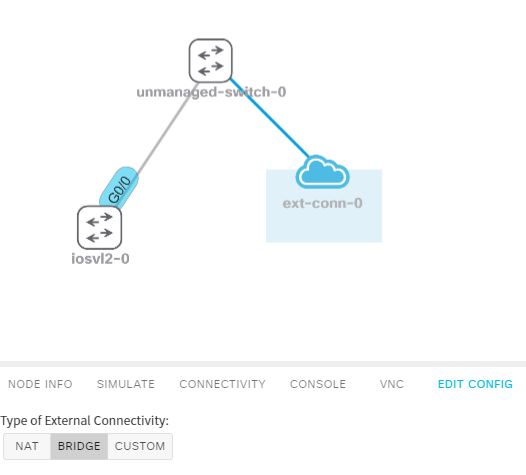 unmanaged-switch-0
G0/0
ext-conn-0
iosvl2-0
NODE INFO SIMULATE CONNECTIVITY CONSOLE VNC EDIT CONFIG
Type of External Connectivity:
NAT BRIDGE CUSTOM